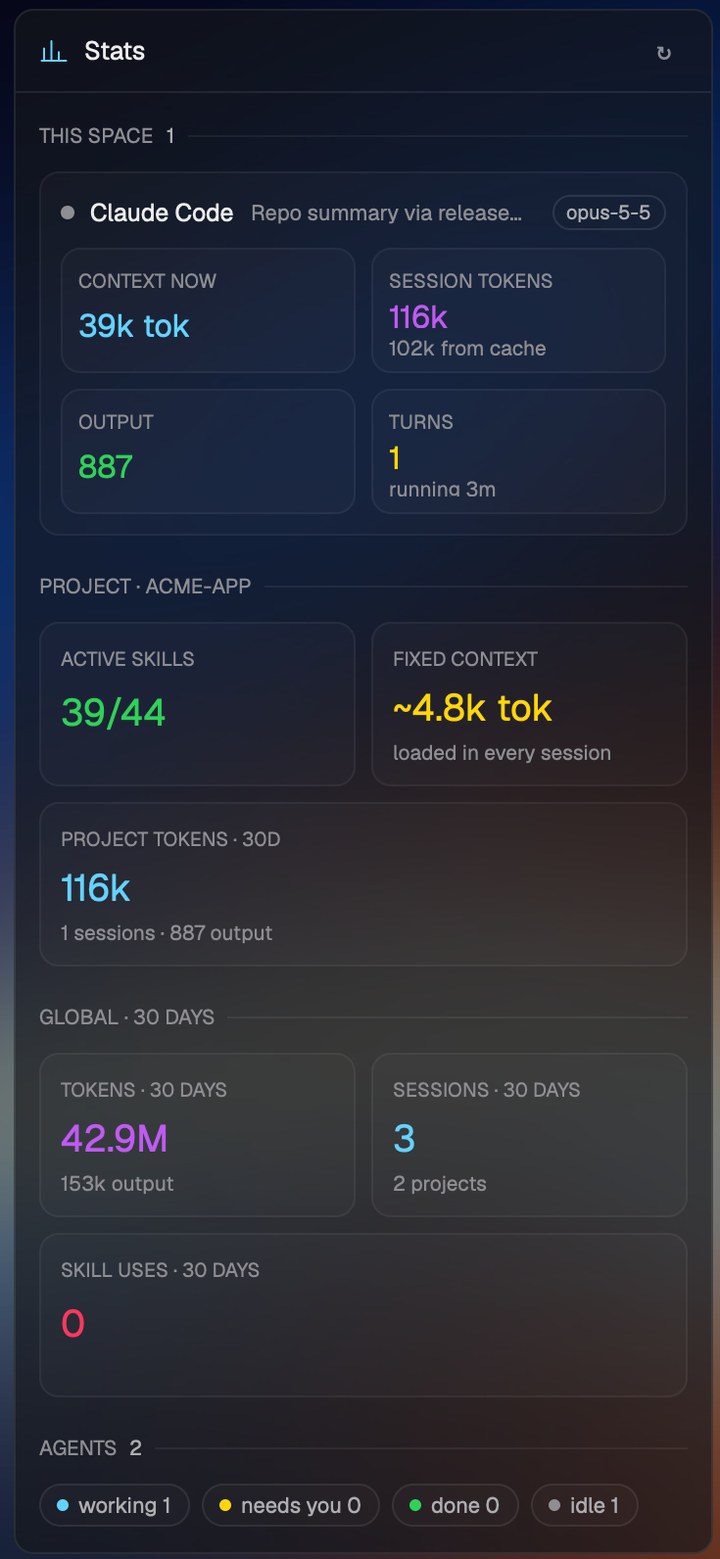 Stats
THIS SPACE 1
Claude Code Repo summary via release… opus-5-5
CONTEXT NOW
39k tok
SESSION TOKENS
116k
102k from cache
OUTPUT
887
TURNS
1
running 3m
PROJECT · ACME-APP
ACTIVE SKILLS
39/44
FIXED CONTEXT
~4.8k tok
loaded in every session
PROJECT TOKENS · 30D
116k
1 sessions · 887 output
GLOBAL · 30 DAYS
TOKENS · 30 DAYS
42.9M
153k output
SESSIONS · 30 DAYS
3
2 projects
SKILL USES · 30 DAYS
0
AGENTS 2
working 1 needs you 0 done 0 idle 1